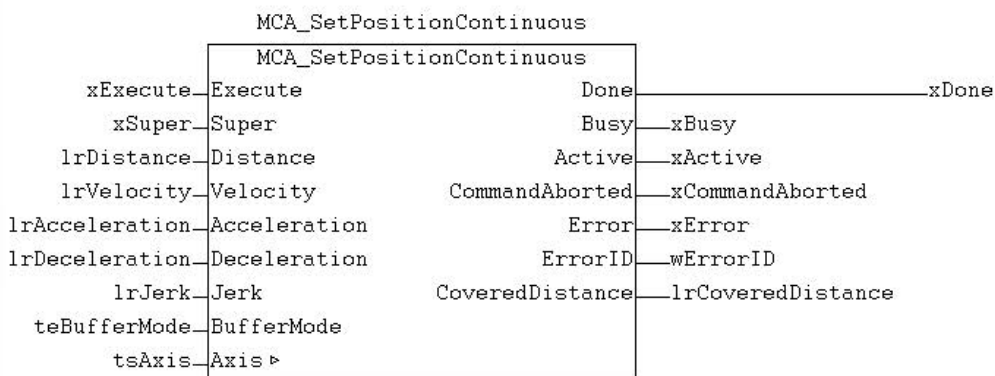 MCA_SetPositionContinuous
MCA_SetPositionContinuous
xExecute Execute Done xDone
xSuper Super Busy xBusy
lrDistance Distance Active xActive
lrVelocity Velocity CommandAborted xCommandAborted
lrAcceleration Acceleration Error xError
lrDeceleration Deceleration ErrorID wErrorID
lrJerk Jerk CoveredDistance lrCoveredDistance
teBufferMode BufferMode
tsAxis Axis ▷